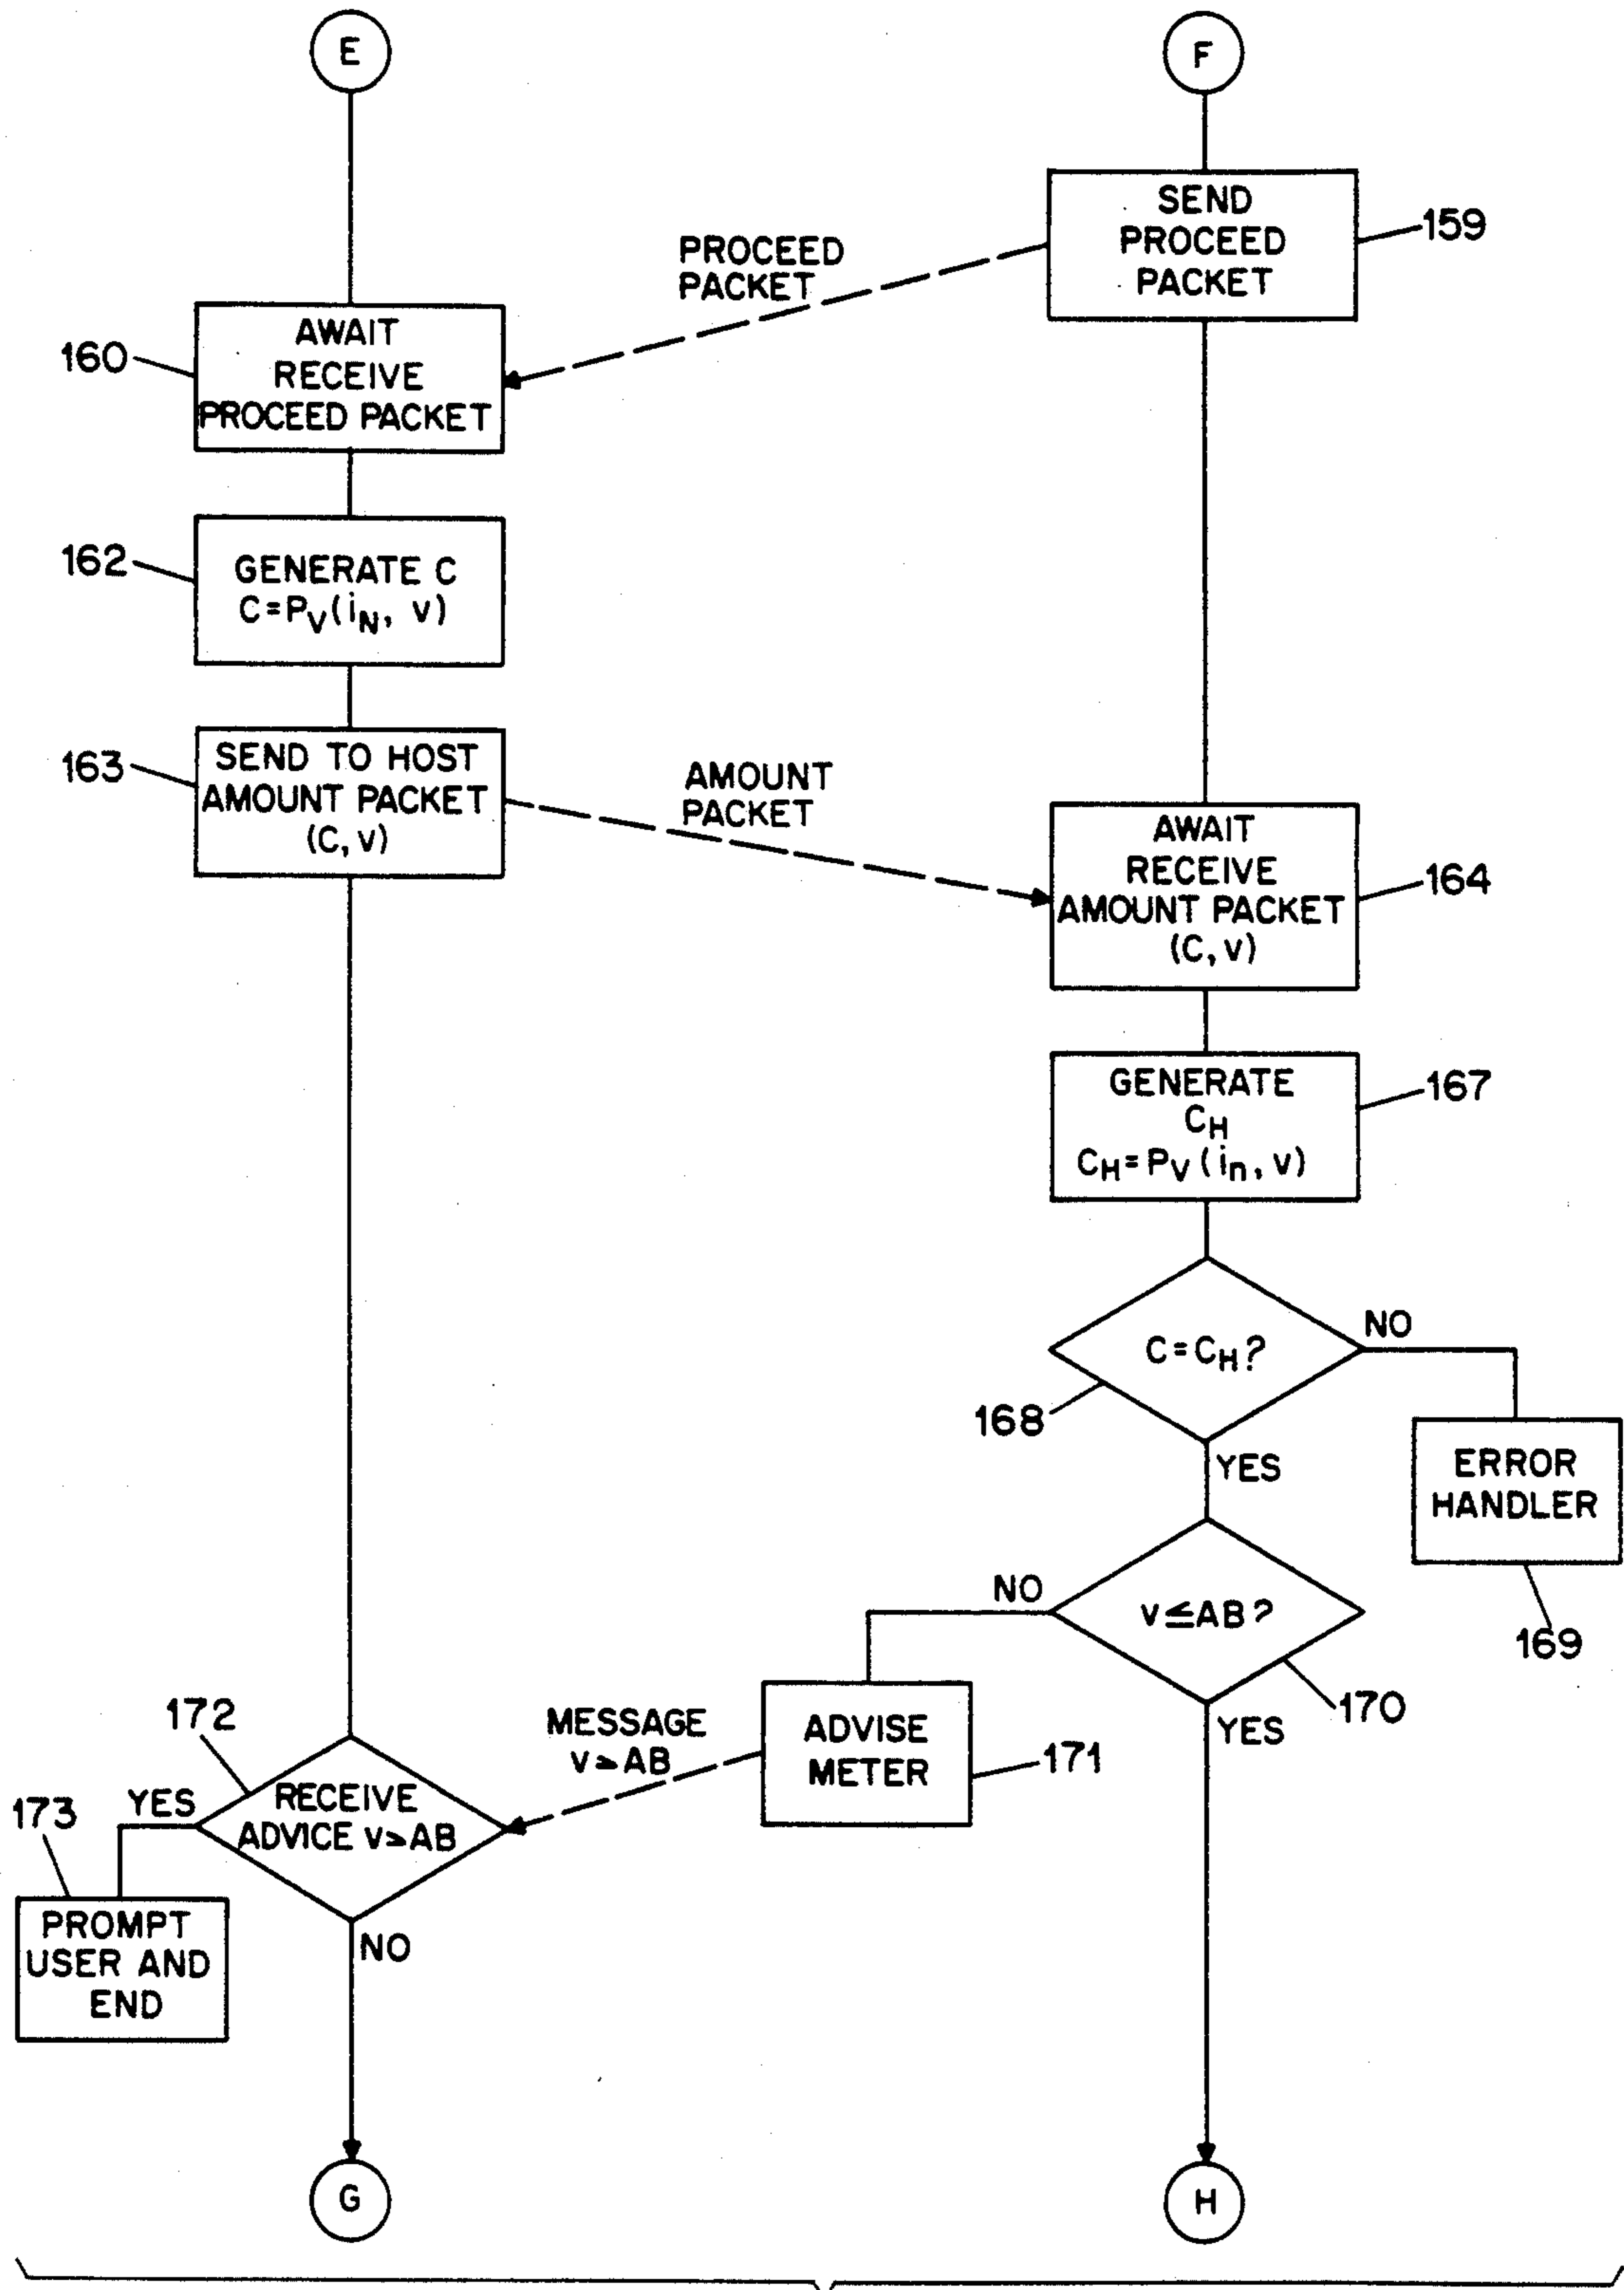 E
F
SEND
PROCEED
PACKET
159
PROCEED
PACKET
AWAIT
RECEIVE
PROCEED PACKET
160
GENERATE C
C=PV(iN, v)
162
SEND TO HOST
AMOUNT PACKET
(C, v)
163
AMOUNT
PACKET
AWAIT
RECEIVE
AMOUNT PACKET
(C, v)
164
GENERATE
CH
CH=PV(in, v)
167
C=CH?
NO
168
YES
ERROR
HANDLER
169
NO
v≤AB?
170
YES
ADVISE
METER
171
MESSAGE
v>AB
172
RECEIVE
ADVICE v>AB
YES
173
PROMPT
USER AND
END
NO
G
H